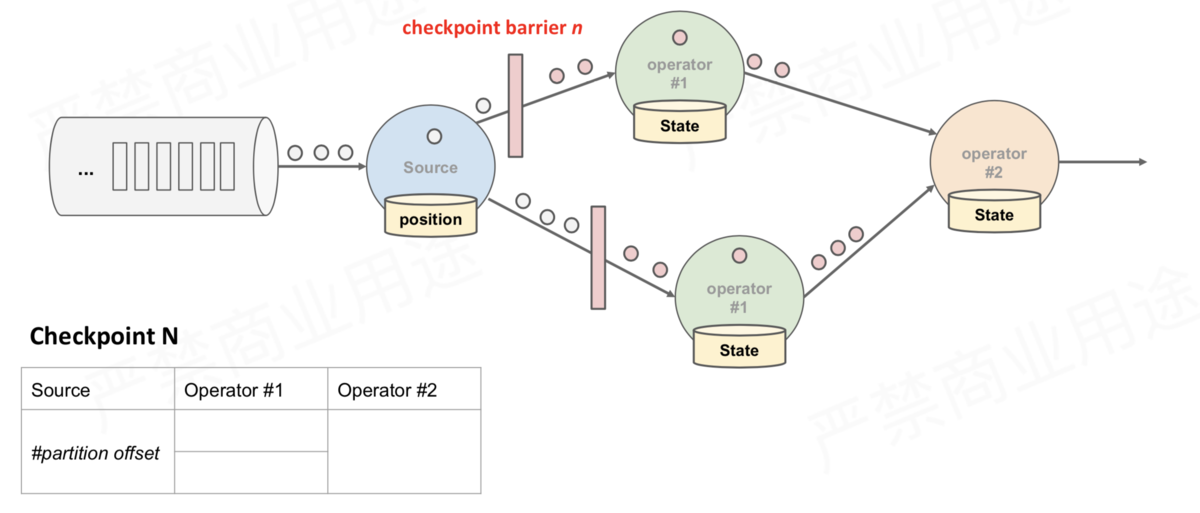 严禁商业用途
严禁商业用途
checkpoint barrier n
operator
#1
State
...
Source
position
operator
#2
State
operator
#1
State
严禁商业用途
严禁商业用途
Checkpoint N
Source
Operator #1
Operator #2
#partition offset